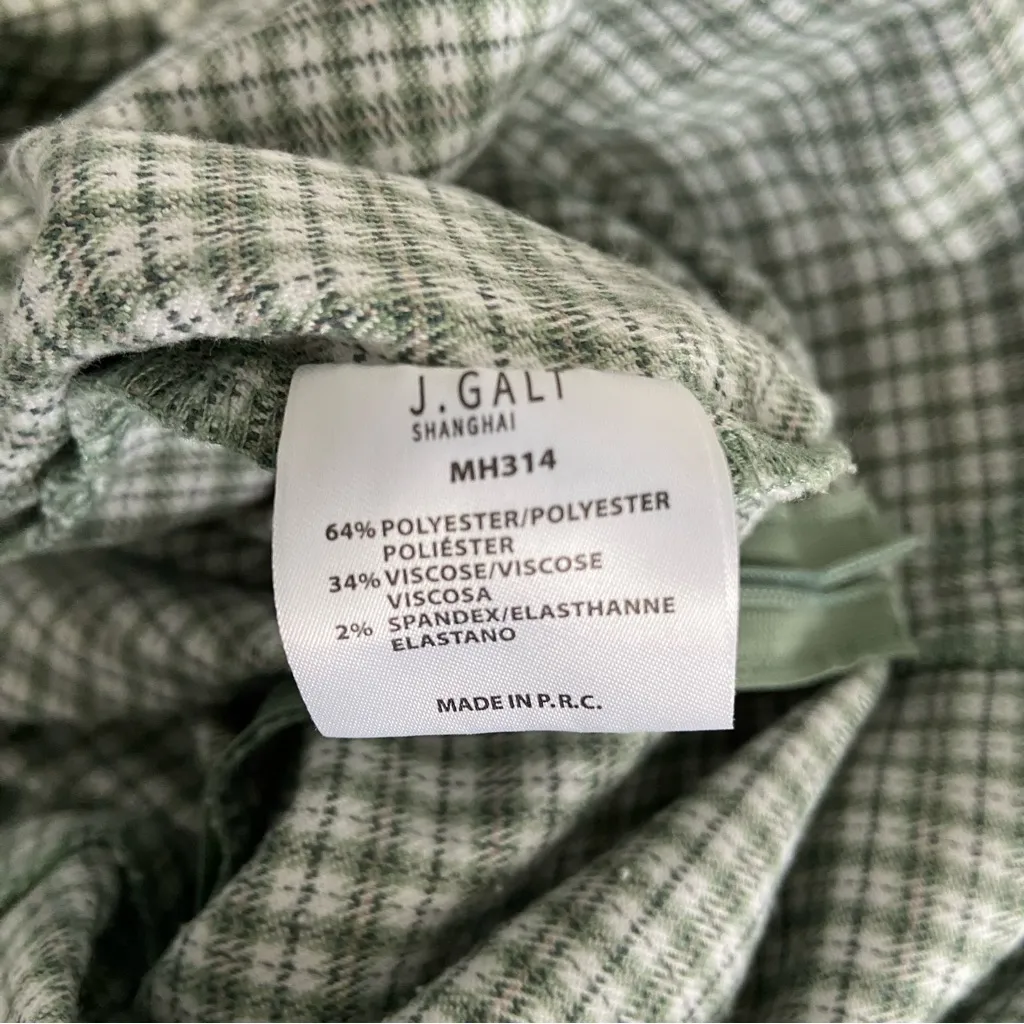 J.GALT
SHANGHAI
MH314
64% POLYESTER/POLYESTER
POLIÉSTER
34% VISCOSE/VISCOSE
VISCOSA
2% SPANDEX/ELASTHANNE
ELASTANO
MADE IN P.R.C.